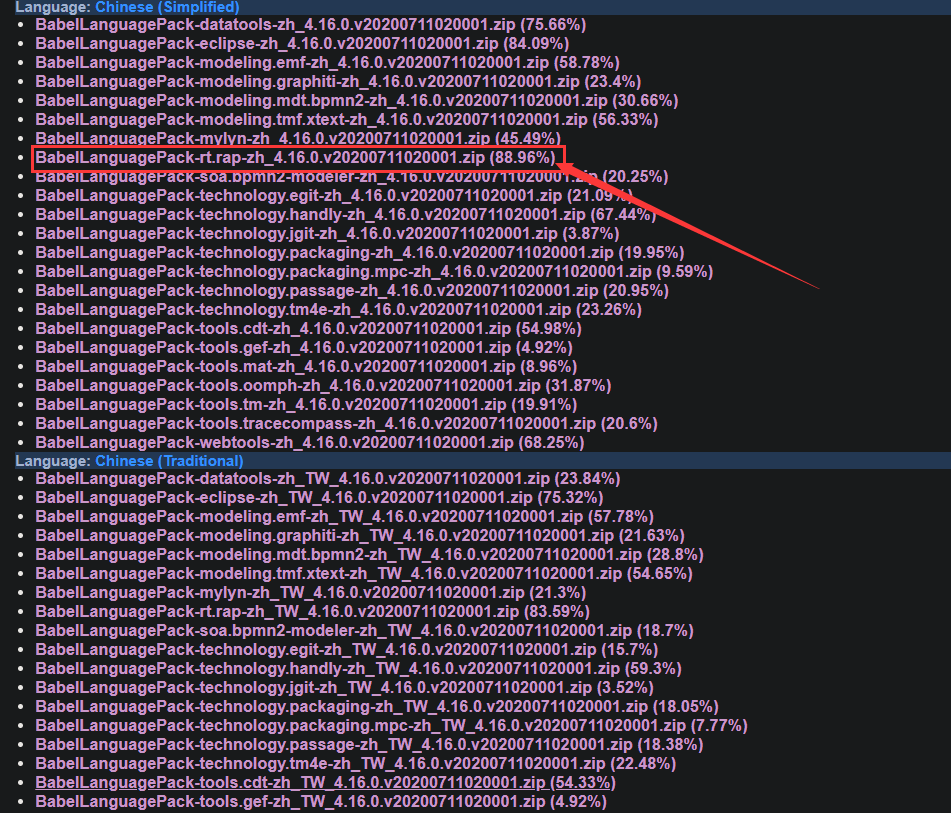 Language: Chinese (Simplified)
BabelLanguagePack-datatools-zh_4.16.0.v20200711020001.zip (75.66%)
BabelLanguagePack-eclipse-zh_4.16.0.v20200711020001.zip (84.09%)
BabelLanguagePack-modeling.emf-zh_4.16.0.v20200711020001.zip (58.78%)
BabelLanguagePack-modeling.graphiti-zh_4.16.0.v20200711020001.zip (23.4%)
BabelLanguagePack-modeling.mdt.bpmn2-zh_4.16.0.v20200711020001.zip (30.66%)
BabelLanguagePack-modeling.tmf.xtext-zh_4.16.0.v20200711020001.zip (56.33%)
BabelLanguagePack-mylyn-zh_4.16.0.v20200711020001.zip (45.49%)
BabelLanguagePack-rt.rap-zh_4.16.0.v20200711020001.zip (88.96%)
BabelLanguagePack-soa.bpmn2-modeler-zh_4.16.0.v20200711020001.zip (20.25%)
BabelLanguagePack-technology.egit-zh_4.16.0.v20200711020001.zip (21.09%)
BabelLanguagePack-technology.handly-zh_4.16.0.v20200711020001.zip (67.44%)
BabelLanguagePack-technology.jgit-zh_4.16.0.v20200711020001.zip (3.87%)
BabelLanguagePack-technology.packaging-zh_4.16.0.v20200711020001.zip (19.95%)
BabelLanguagePack-technology.packaging.mpc-zh_4.16.0.v20200711020001.zip (9.59%)
BabelLanguagePack-technology.passage-zh_4.16.0.v20200711020001.zip (20.95%)
BabelLanguagePack-technology.tm4e-zh_4.16.0.v20200711020001.zip (23.26%)
BabelLanguagePack-tools.cdt-zh_4.16.0.v20200711020001.zip (54.98%)
BabelLanguagePack-tools.gef-zh_4.16.0.v20200711020001.zip (4.92%)
BabelLanguagePack-tools.mat-zh_4.16.0.v20200711020001.zip (8.96%)
BabelLanguagePack-tools.oomph-zh_4.16.0.v20200711020001.zip (31.87%)
BabelLanguagePack-tools.tm-zh_4.16.0.v20200711020001.zip (19.91%)
BabelLanguagePack-tools.tracecompass-zh_4.16.0.v20200711020001.zip (20.6%)
BabelLanguagePack-webtools-zh_4.16.0.v20200711020001.zip (68.25%)
Language: Chinese (Traditional)
BabelLanguagePack-datatools-zh_TW_4.16.0.v20200711020001.zip (23.84%)
BabelLanguagePack-eclipse-zh_TW_4.16.0.v20200711020001.zip (75.32%)
BabelLanguagePack-modeling.emf-zh_TW_4.16.0.v20200711020001.zip (57.78%)
BabelLanguagePack-modeling.graphiti-zh_TW_4.16.0.v20200711020001.zip (21.63%)
BabelLanguagePack-modeling.mdt.bpmn2-zh_TW_4.16.0.v20200711020001.zip (28.8%)
BabelLanguagePack-modeling.tmf.xtext-zh_TW_4.16.0.v20200711020001.zip (54.65%)
BabelLanguagePack-mylyn-zh_TW_4.16.0.v20200711020001.zip (21.3%)
BabelLanguagePack-rt.rap-zh_TW_4.16.0.v20200711020001.zip (83.59%)
BabelLanguagePack-soa.bpmn2-modeler-zh_TW_4.16.0.v20200711020001.zip (18.7%)
BabelLanguagePack-technology.egit-zh_TW_4.16.0.v20200711020001.zip (15.7%)
BabelLanguagePack-technology.handly-zh_TW_4.16.0.v20200711020001.zip (59.3%)
BabelLanguagePack-technology.jgit-zh_TW_4.16.0.v20200711020001.zip (3.52%)
BabelLanguagePack-technology.packaging-zh_TW_4.16.0.v20200711020001.zip (18.05%)
BabelLanguagePack-technology.packaging.mpc-zh_TW_4.16.0.v20200711020001.zip (7.77%)
BabelLanguagePack-technology.passage-zh_TW_4.16.0.v20200711020001.zip (18.38%)
BabelLanguagePack-technology.tm4e-zh_TW_4.16.0.v20200711020001.zip (22.48%)
BabelLanguagePack-tools.cdt-zh_TW_4.16.0.v20200711020001.zip (54.33%)
BabelLanguagePack-tools.gef-zh_TW_4.16.0.v20200711020001.zip (4.92%)